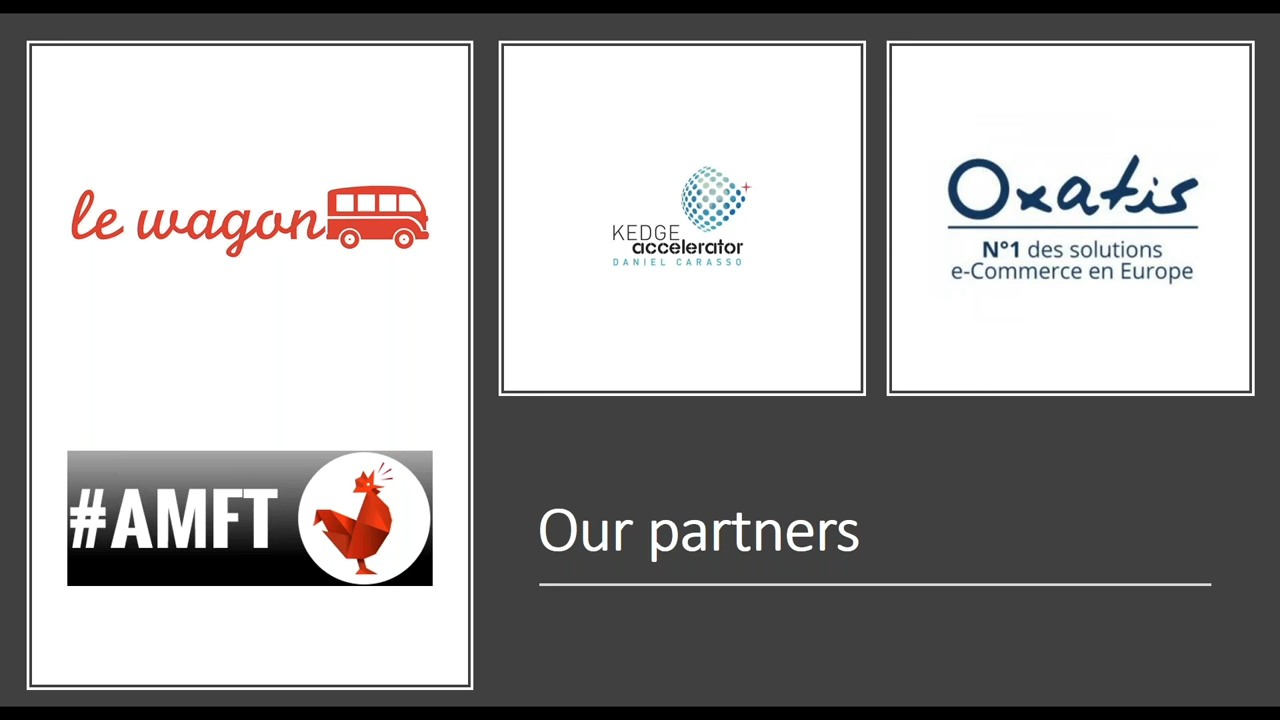 le wagon
KEDGE
accelerator
DANIEL CARASSO
Oxatis
N°1 des solutions
e-Commerce en Europe
#AMFT
Our partners